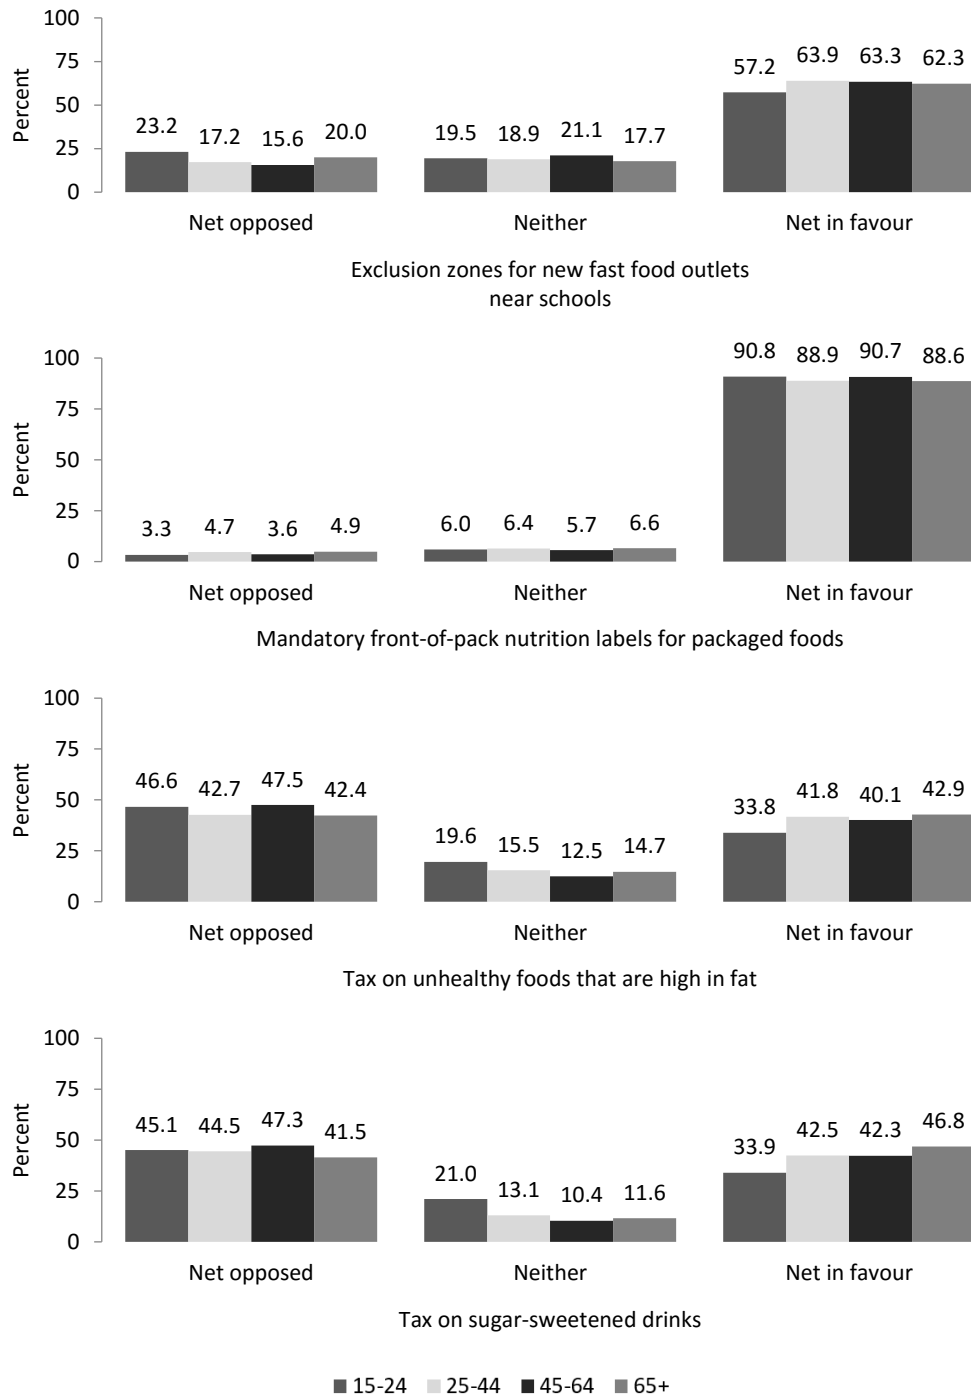 100
75
50
25
0
Percent
23.2 17.2 15.6 20.0 19.5 18.9 21.1 17.7 57.2 63.9 63.3 62.3
Net opposed Neither Net in favour
Exclusion zones for new fast food outlets
near schools
100
75
50
25
0
Percent
3.3 4.7 3.6 4.9 6.0 6.4 5.7 6.6 90.8 88.9 90.7 88.6
Net opposed Neither Net in favour
Mandatory front-of-pack nutrition labels for packaged foods
100
75
50
25
0
Percent
46.6 42.7 47.5 42.4 19.6 15.5 12.5 14.7 33.8 41.8 40.1 42.9
Net opposed Neither Net in favour
Tax on unhealthy foods that are high in fat
100
75
50
25
0
Percent
45.1 44.5 47.3 41.5 21.0 13.1 10.4 11.6 33.9 42.5 42.3 46.8
Net opposed Neither Net in favour
Tax on sugar-sweetened drinks
15-24 25-44 45-64 65+